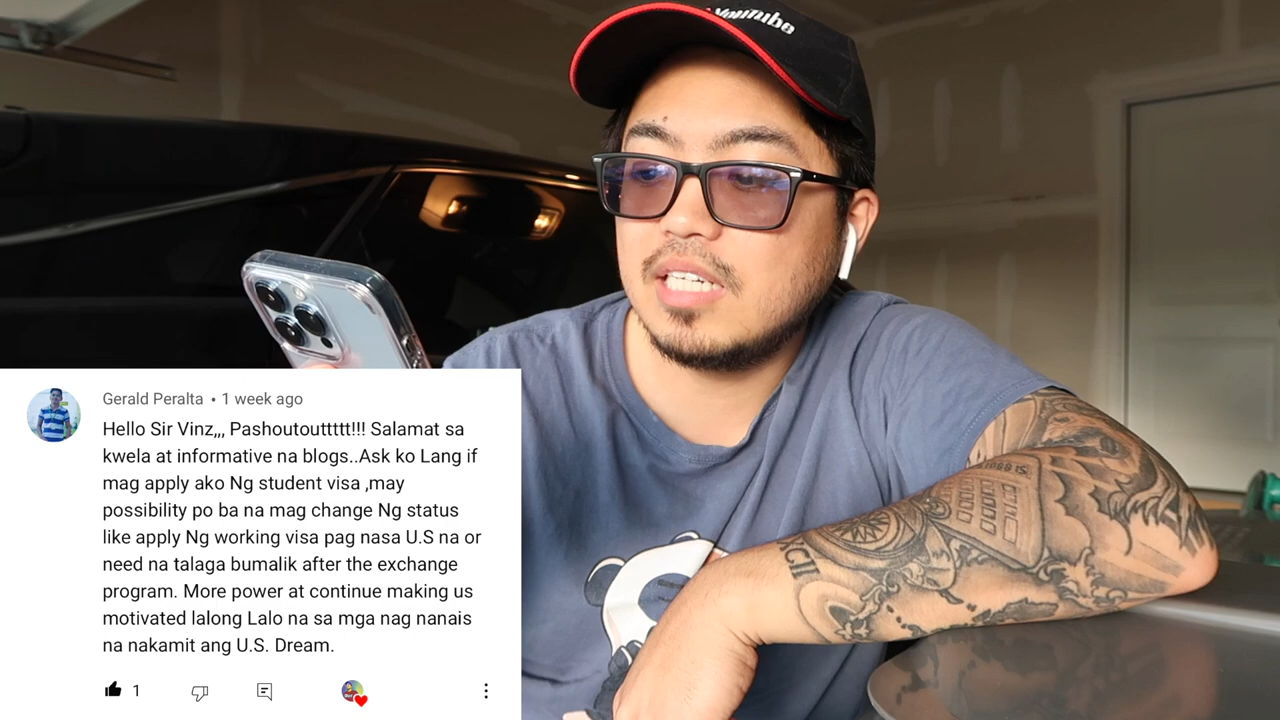 YouTube
Gerald Peralta • 1 week ago
Hello Sir Vinz,,, Pashoutouttttt!!! Salamat sa
kwela at informative na blogs..Ask ko Lang if
mag apply ako Ng student visa ,may
possibility po ba na mag change Ng status
like apply Ng working visa pag nasa U.S na or
need na talaga bumalik after the exchange
program. More power at continue making us
motivated lalong Lalo na sa mga nag nanais
na nakamit ang U.S. Dream.
1
XCII